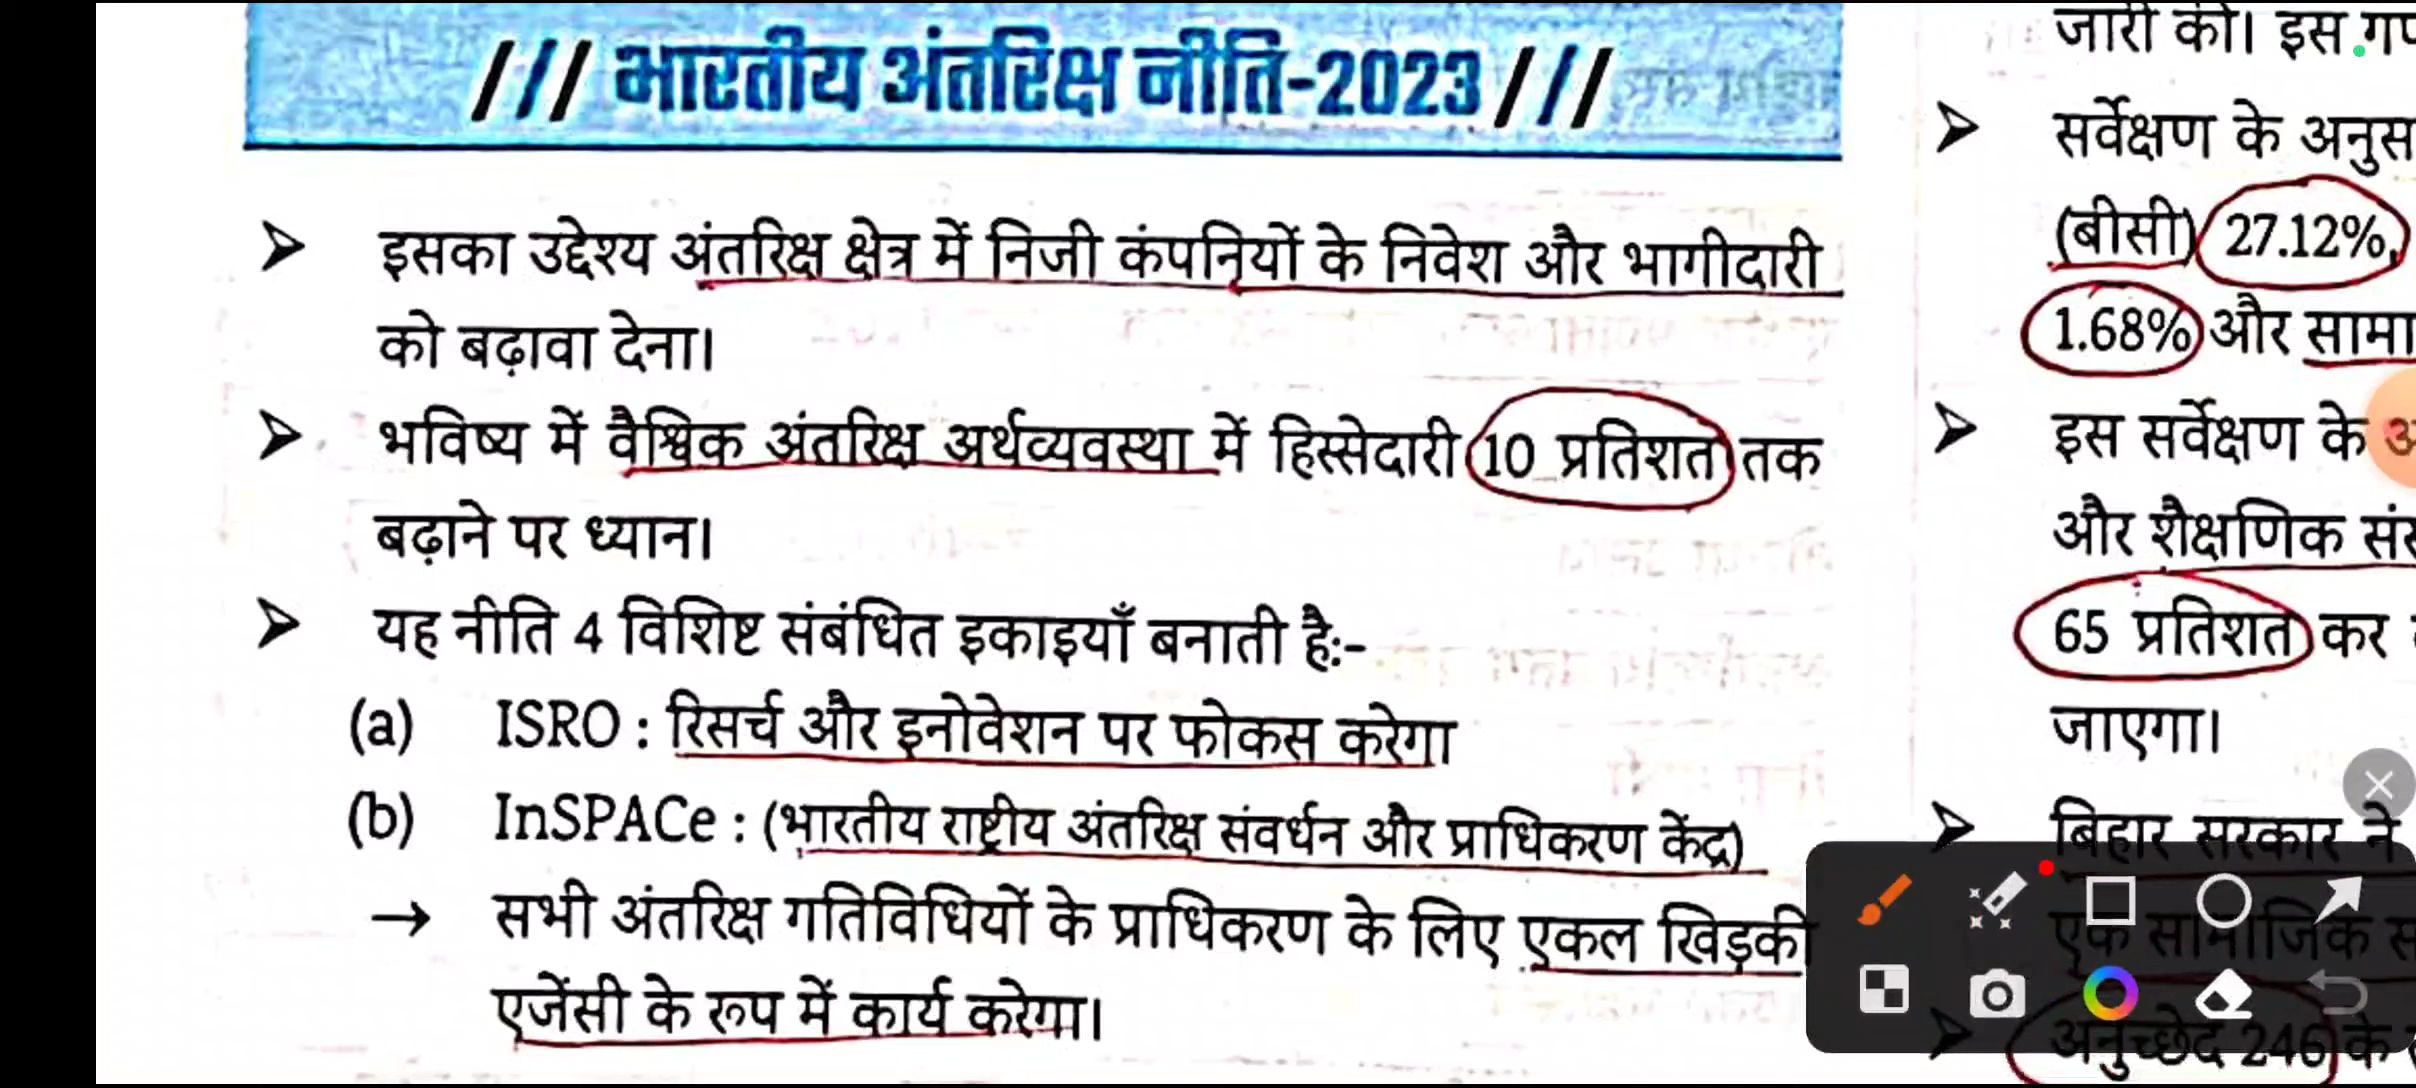 /// भारतीय अंतरिक्ष नीति-2023 ///
➤ इसका उद्देश्य अंतरिक्ष क्षेत्र में निजी कंपनियों के निवेश और भागीदारी
को बढ़ावा देना।
➤ भविष्य में वैश्विक अंतरिक्ष अर्थव्यवस्था में हिस्सेदारी 10 प्रतिशत तक
बढ़ाने पर ध्यान।
➤ यह नीति 4 विशिष्ट संबंधित इकाइयाँ बनाती है:-
(a) ISRO : रिसर्च और इनोवेशन पर फोकस करेगा
(b) InSPACe : (भारतीय राष्ट्रीय अंतरिक्ष संवर्धन और प्राधिकरण केंद्र)
→ सभी अंतरिक्ष गतिविधियों के प्राधिकरण के लिए एकल खिड़की
एजेंसी के रूप में कार्य करेगा।
जारी की। इस
➤ सर्वेक्षण के
(बीसी) 27.12%,
1.68% और
➤ इस सर्वेक्षण के
और शैक्षणिक
65 प्रतिशत कर
जाएगा।
➤ बिहार सरकार ने
एक सामाजिक
➤ अनुच्छेद 246 के